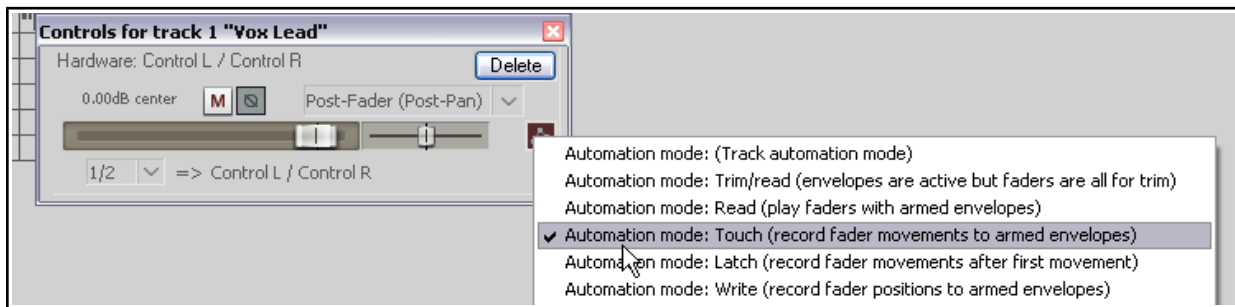 Controls for track 1 "Vox Lead"
Hardware: Control L / Control R
Delete
0.00dB center
M
Post-Fader (Post-Pan)
1/2 => Control L / Control R
Automation mode: (Track automation mode)
Automation mode: Trim/read (envelopes are active but faders are all for trim)
Automation mode: Read (play faders with armed envelopes)
✓ Automation mode: Touch (record fader movements to armed envelopes)
Automation mode: Latch (record fader movements after first movement)
Automation mode: Write (record fader positions to armed envelopes)